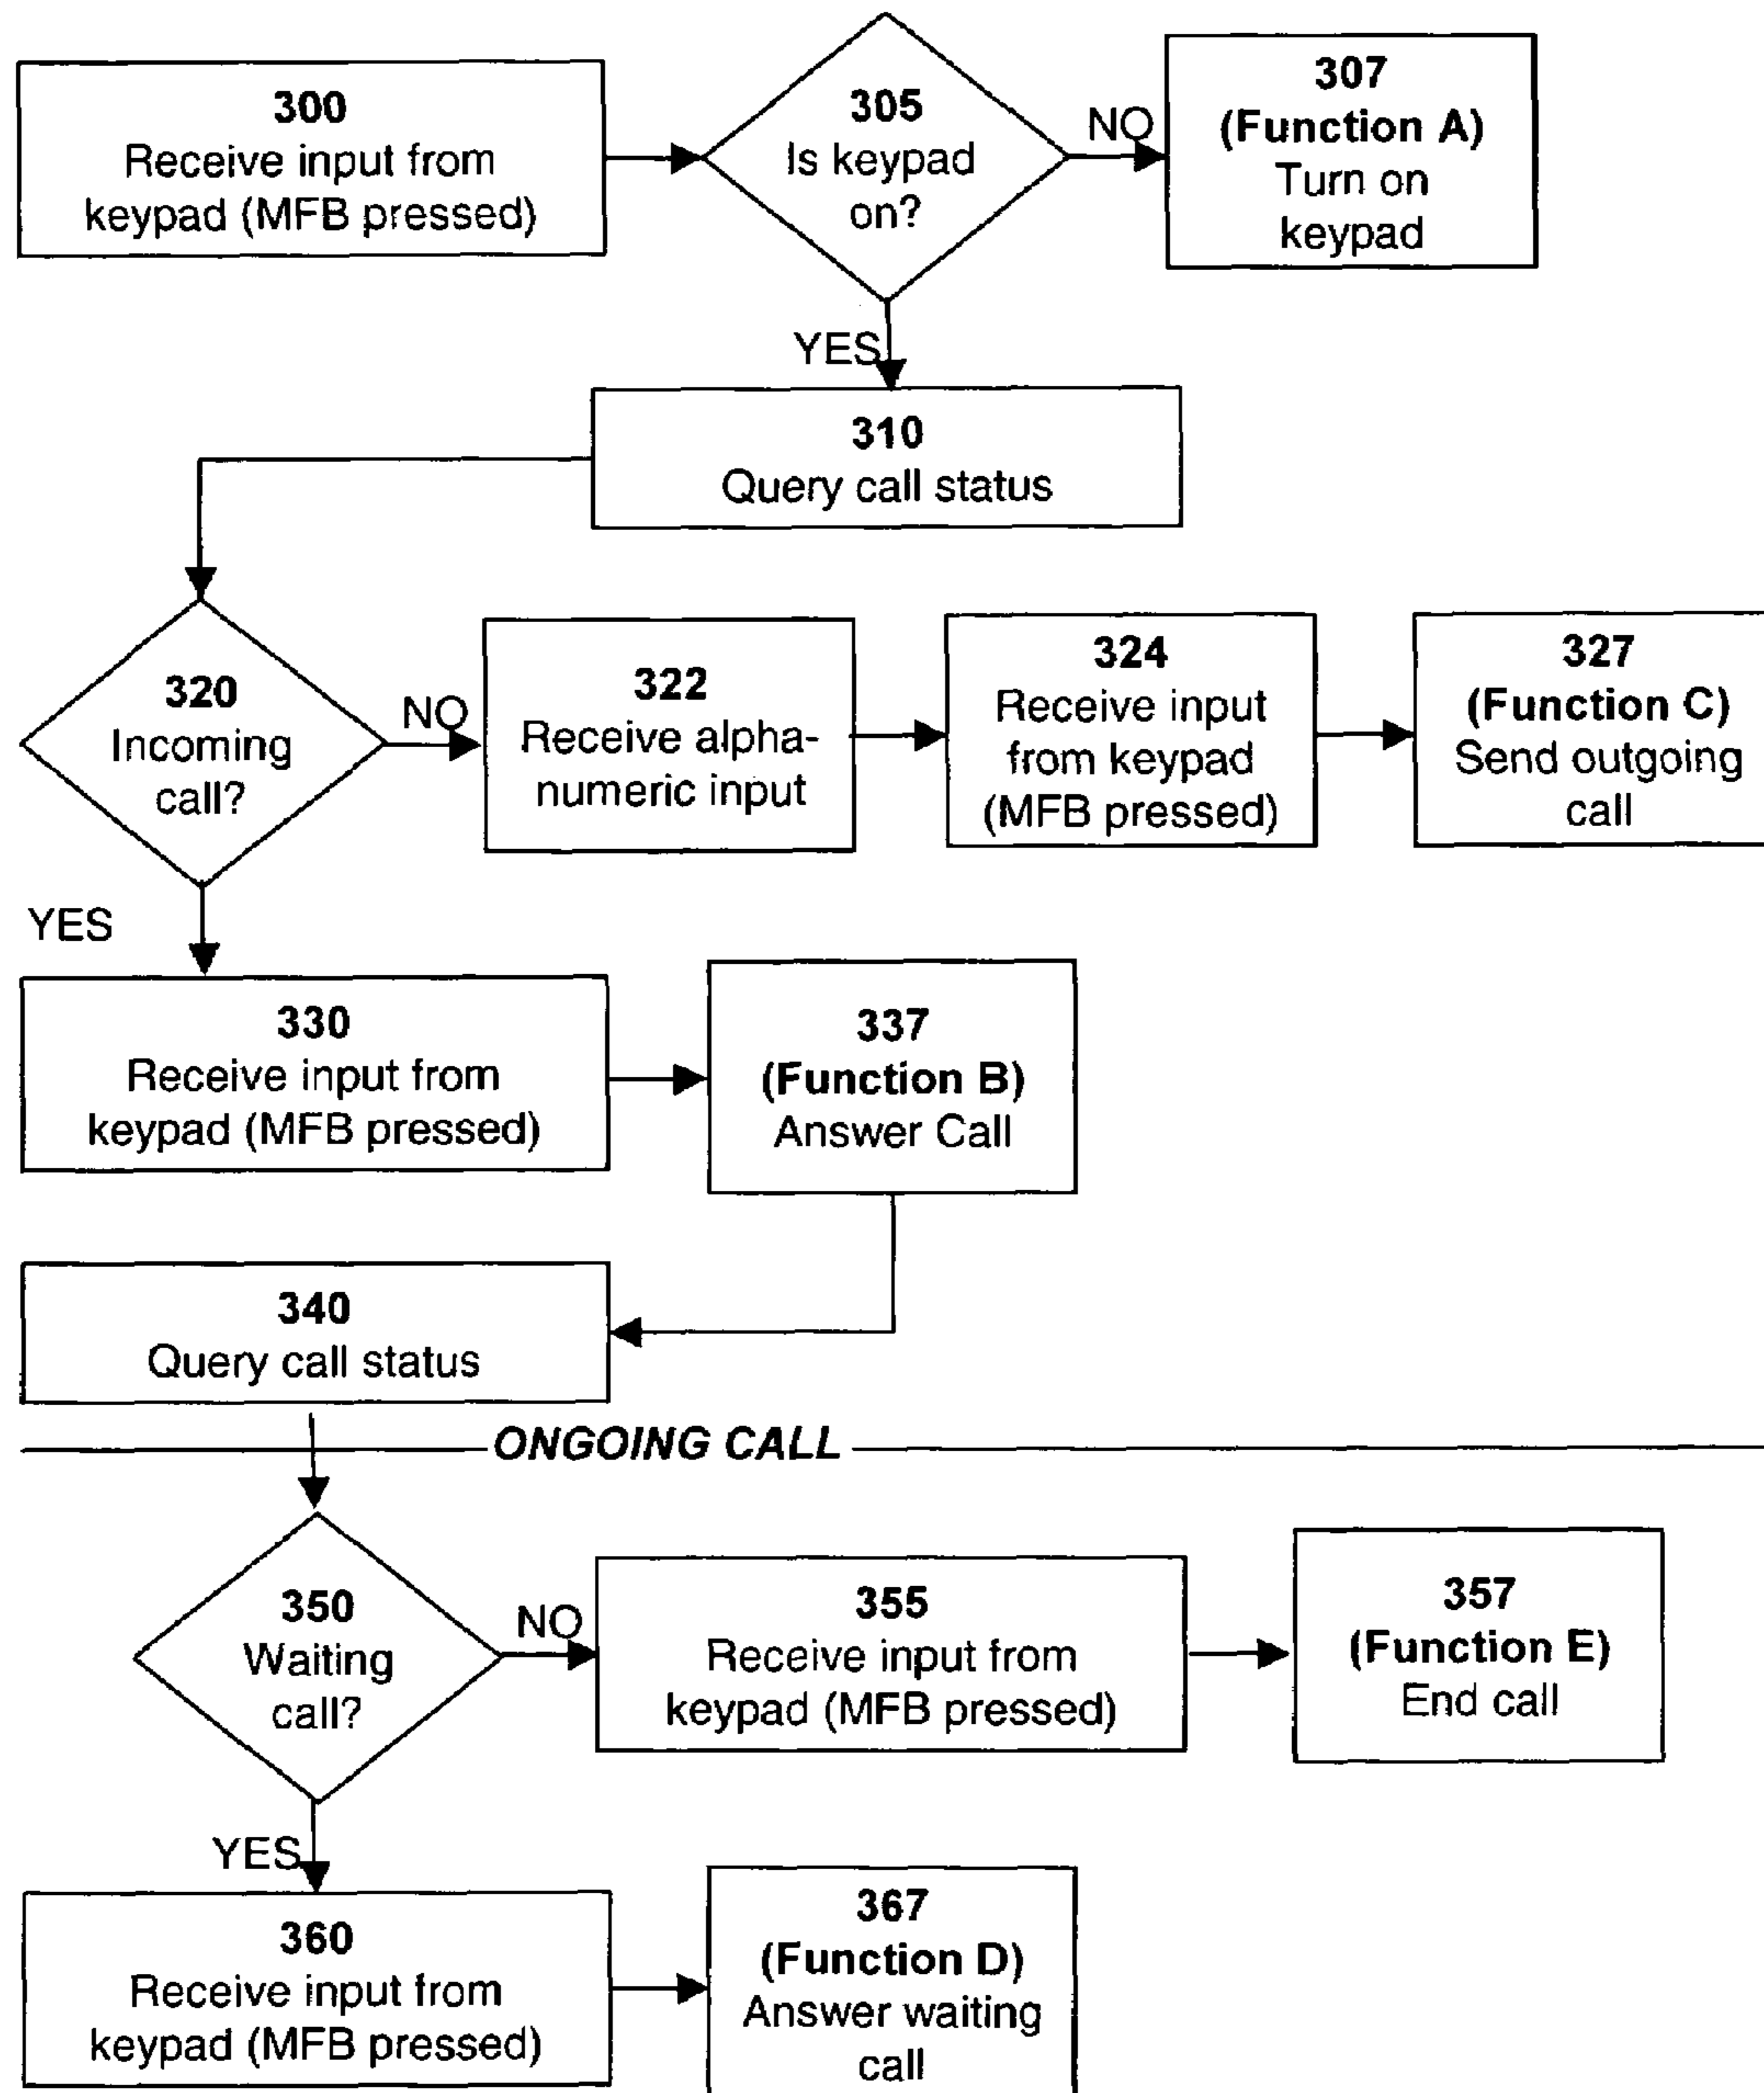 300
Receive input from
keypad (MFB pressed)
305
Is keypad
on?
NO
307
(Function A)
Turn on
keypad
YES
310
Query call status
320
Incoming
call?
NO
322
Receive alpha-
numeric input
324
Receive input
from keypad
(MFB pressed)
327
(Function C)
Send outgoing
call
YES
330
Receive input from
keypad (MFB pressed)
337
(Function B)
Answer Call
340
Query call status
ONGOING CALL
350
Waiting
call?
NO
355
Receive input from
keypad (MFB pressed)
357
(Function E)
End call
YES
360
Receive input from
keypad (MFB pressed)
367
(Function D)
Answer waiting
call